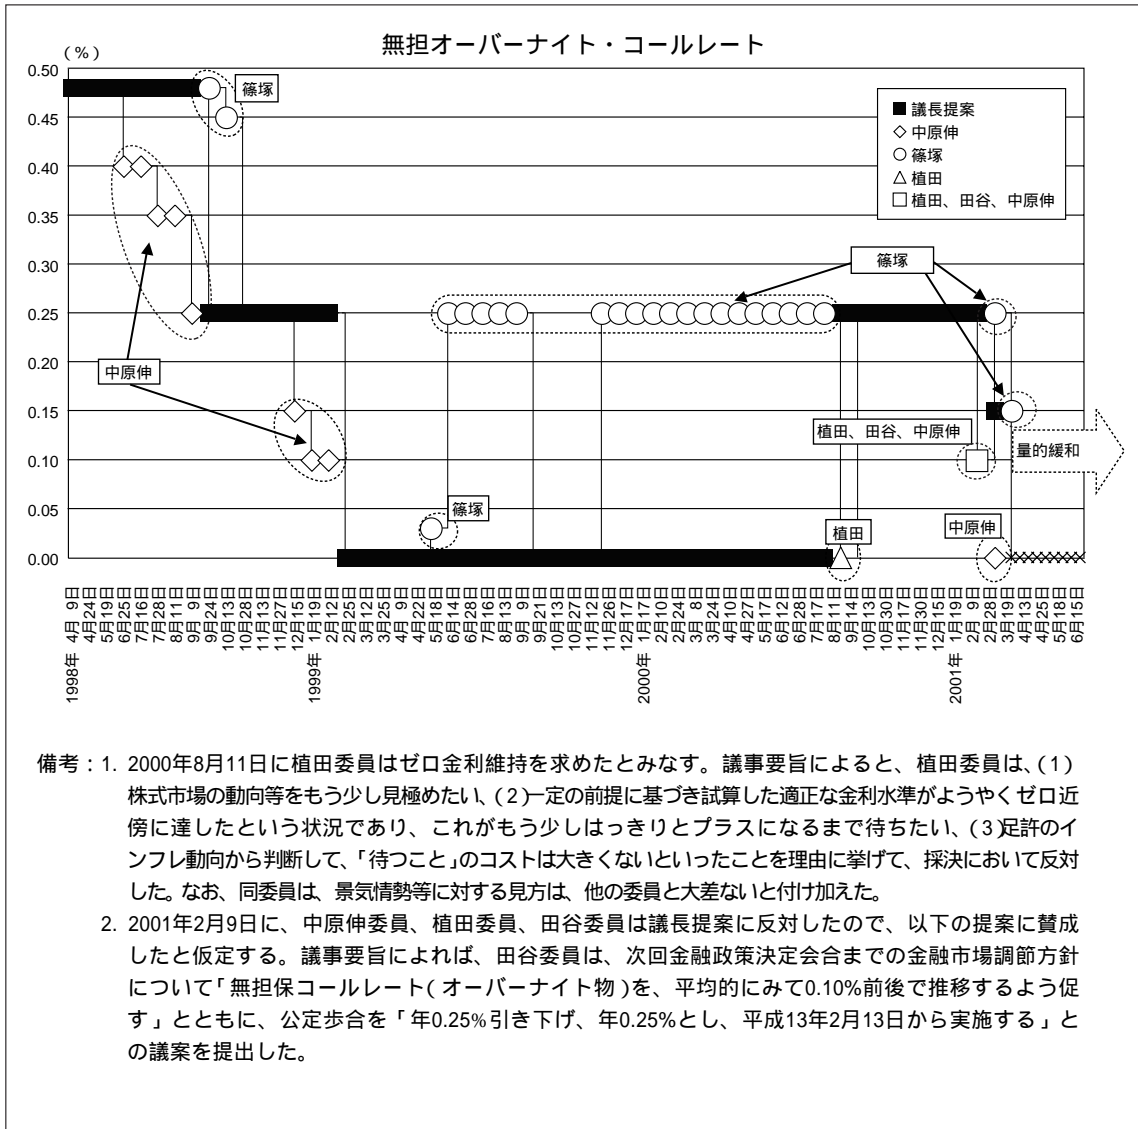 無担オーバーナイト・コールレート
(％)
0.50
0.45
0.40
0.35
0.30
0.25
0.20
0.15
0.10
0.05
0.00
篠塚
議長提案
中原伸
篠塚
植田
植田、田谷、中原伸
篠塚
中原伸
植田、田谷、中原伸
量的緩和
篠塚
植田
中原伸
4月 9日
4月24日
5月19日
6月25日
7月16日
7月28日
8月11日
9月 9日
9月24日
10月13日
10月28日
11月13日
11月27日
12月15日
1月19日
2月12日
2月25日
3月12日
3月25日
4月 9日
4月22日
5月18日
6月14日
6月28日
7月16日
8月13日
9月 9日
9月21日
10月13日
10月27日
11月12日
11月26日
12月17日
1月17日
2月10日
2月24日
3月 8日
3月24日
4月10日
4月27日
5月17日
6月12日
6月28日
7月17日
8月11日
9月14日
10月13日
10月30日
11月17日
11月30日
12月15日
1月19日
2月 9日
2月28日
3月19日
4月13日
4月25日
5月18日
6月15日
1998年
1999年
2000年
2001年
備考：1. 2000年8月11日に植田委員はゼロ金利維持を求めたとみなす。議事要旨によると、植田委員は、(1)
株式市場の動向等をもう少し見極めたい、(2)一定の前提に基づき試算した適正な金利水準がようやくゼロ近
傍に達したという状況であり、これがもう少しはっきりとプラスになるまで待ちたい、(3)足許のイ
ンフレ動向から判断して、「待つこと」のコストは大きくないといったことを理由に挙げて、採決において反対
した。なお、同委員は、景気情勢等に対する見方は、他の委員と大差ないと付け加えた。
2. 2001年2月9日に、中原伸委員、植田委員、田谷委員は議長提案に反対したので、以下の提案に賛成
したと仮定する。議事要旨によれば、田谷委員は、次回金融政策決定会合までの金融市場調節方針
について「無担保コールレート(オーバーナイト物)を、平均的にみて0.10%前後で推移するよう促
す」とともに、公定歩合を「年0.25%引き下げ、年0.25%とし、平成13年2月13日から実施する」と
の議案を提出した。